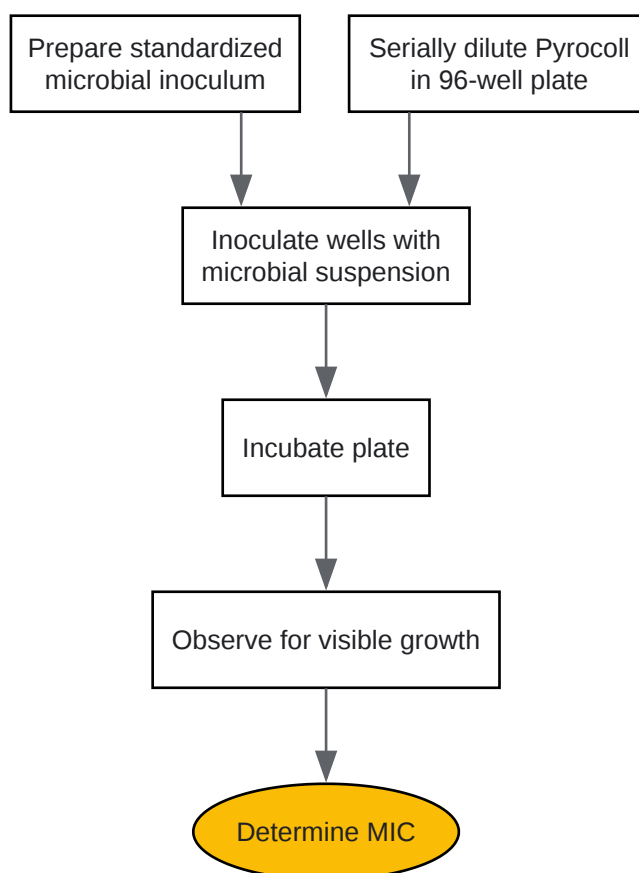 Prepare standardized
microbial inoculum
Serially dilute Pyrocoll
in 96-well plate
Inoculate wells with
microbial suspension
Incubate plate
Observe for visible growth
Determine MIC